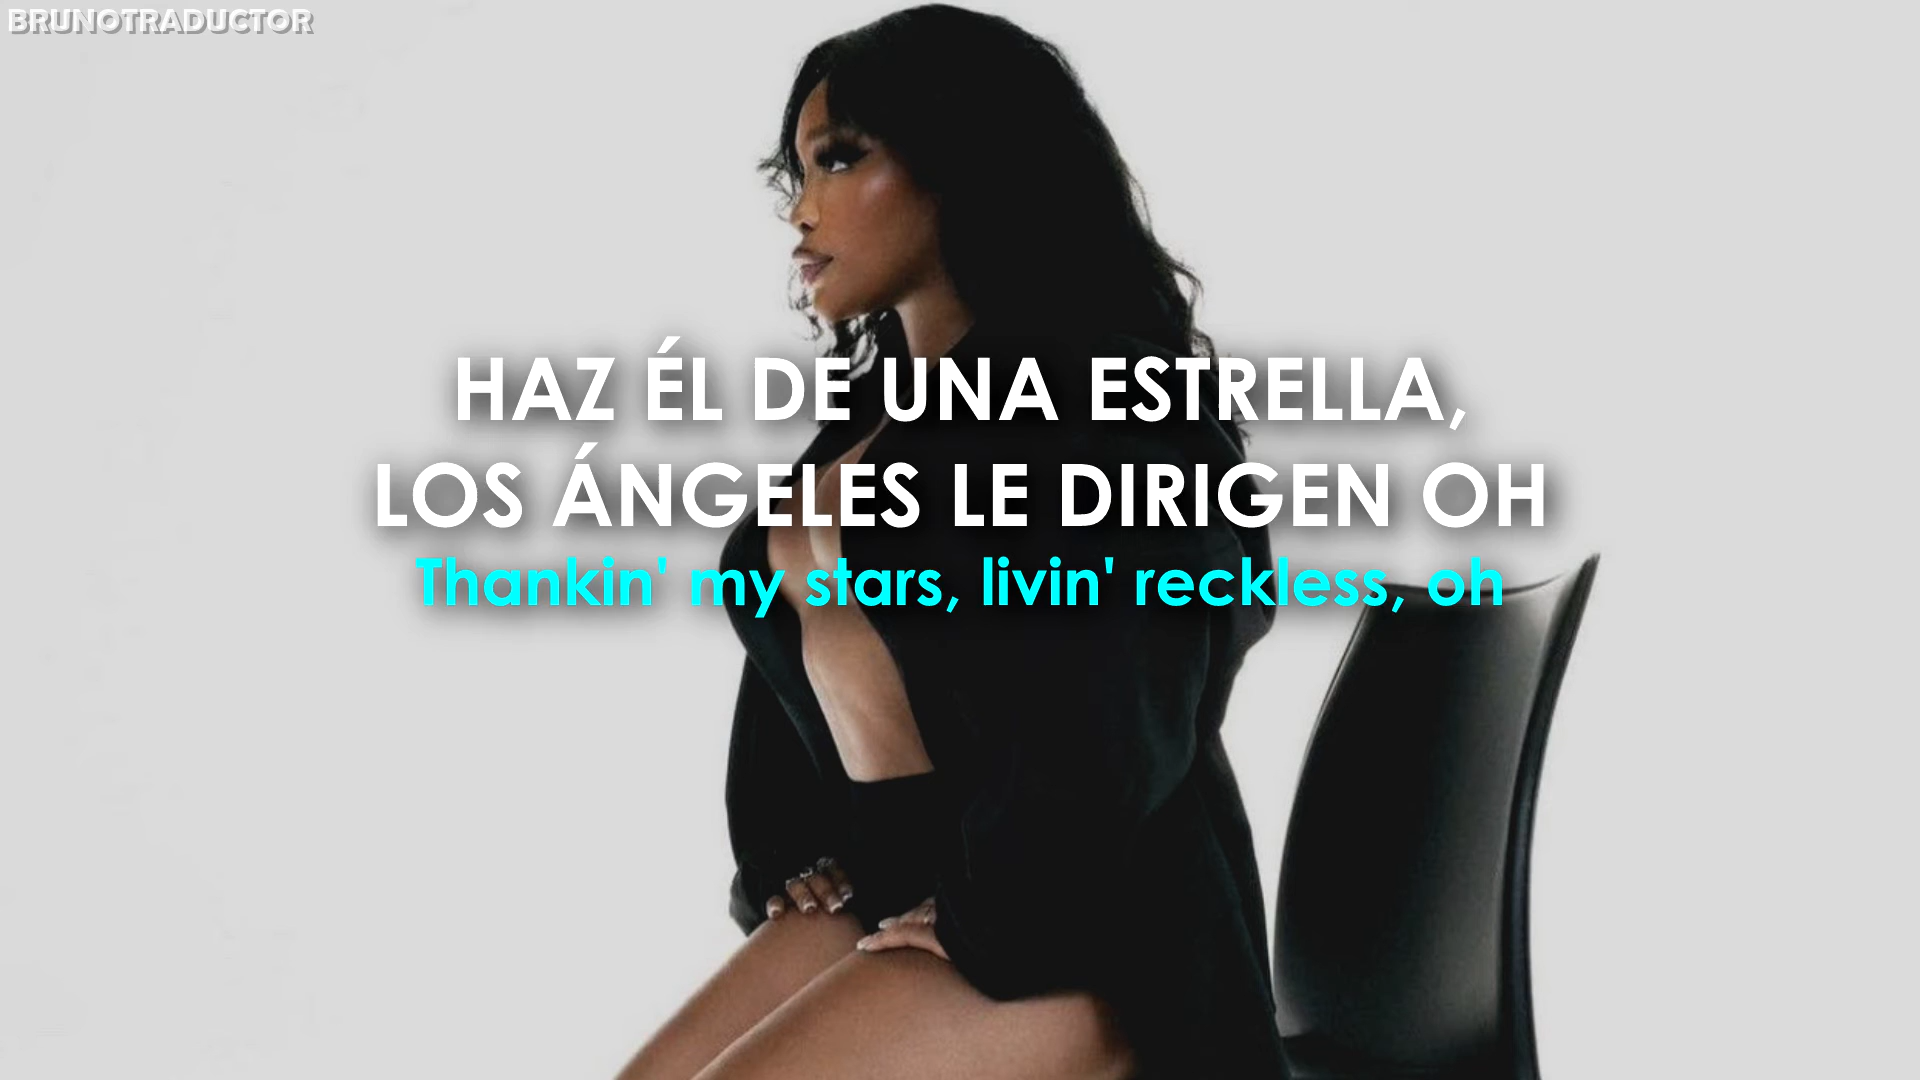 BRUNOTRADUCTOR
HAZ ÉL DE UNA ESTRELLA,
LOS ÁNGELES LE DIRIGEN OH
Thankin' my stars, livin' reckless, oh